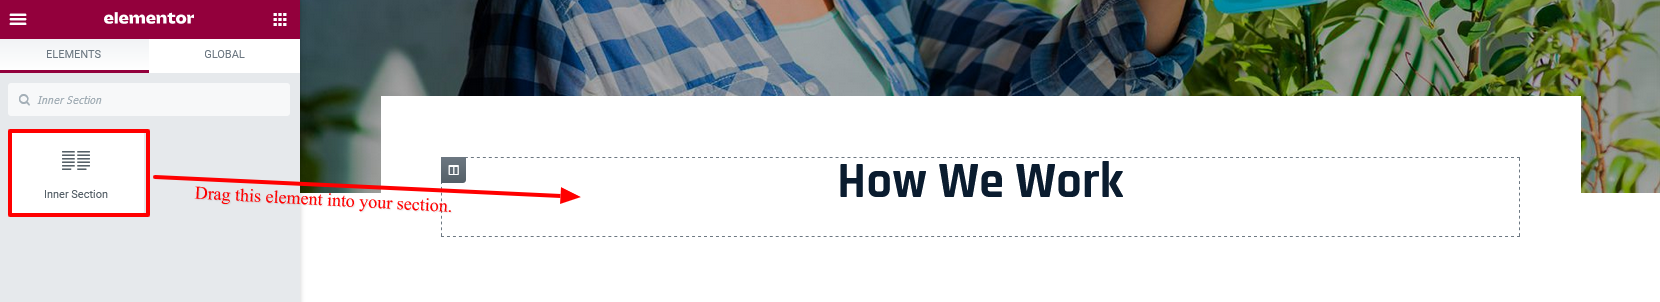 elementor
ELEMENTS
GLOBAL
Inner Section
Inner Section
Drag this element into your section.
How We Work